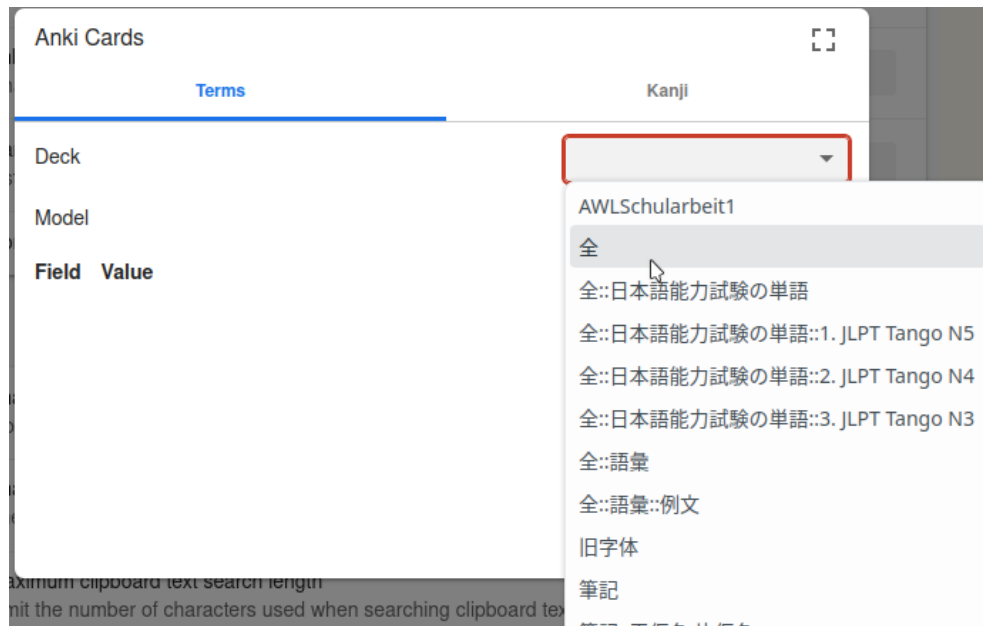 Anki Cards
Terms Kanji
Deck
AWLSchularbeit1
Model
全
Field Value
全::日本語能力試験の単語
全::日本語能力試験の単語::1. JLPT Tango N5
全::日本語能力試験の単語::2. JLPT Tango N4
全::日本語能力試験の単語::3. JLPT Tango N3
全::語彙
全::語彙::例文
旧字体
筆記
aximum clipboard text search length
mit the number of characters used when searching clipboard tex